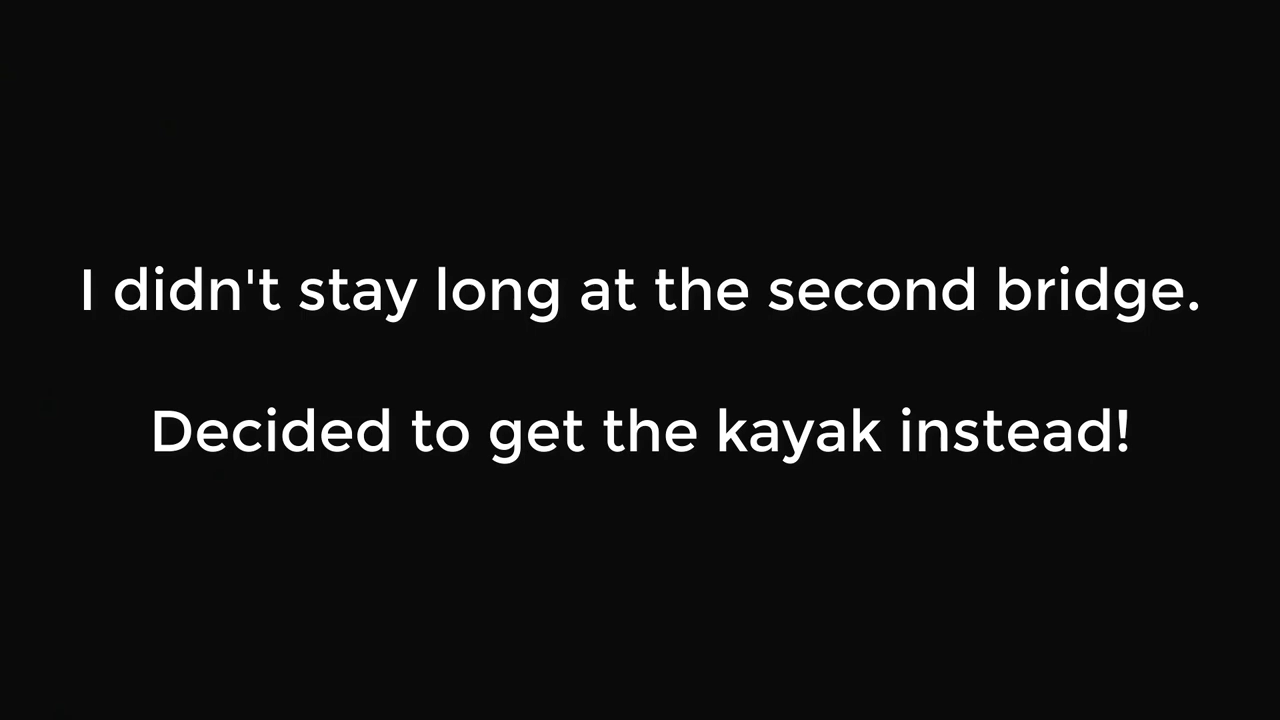 I didn't stay long at the second bridge.
Decided to get the kayak instead!